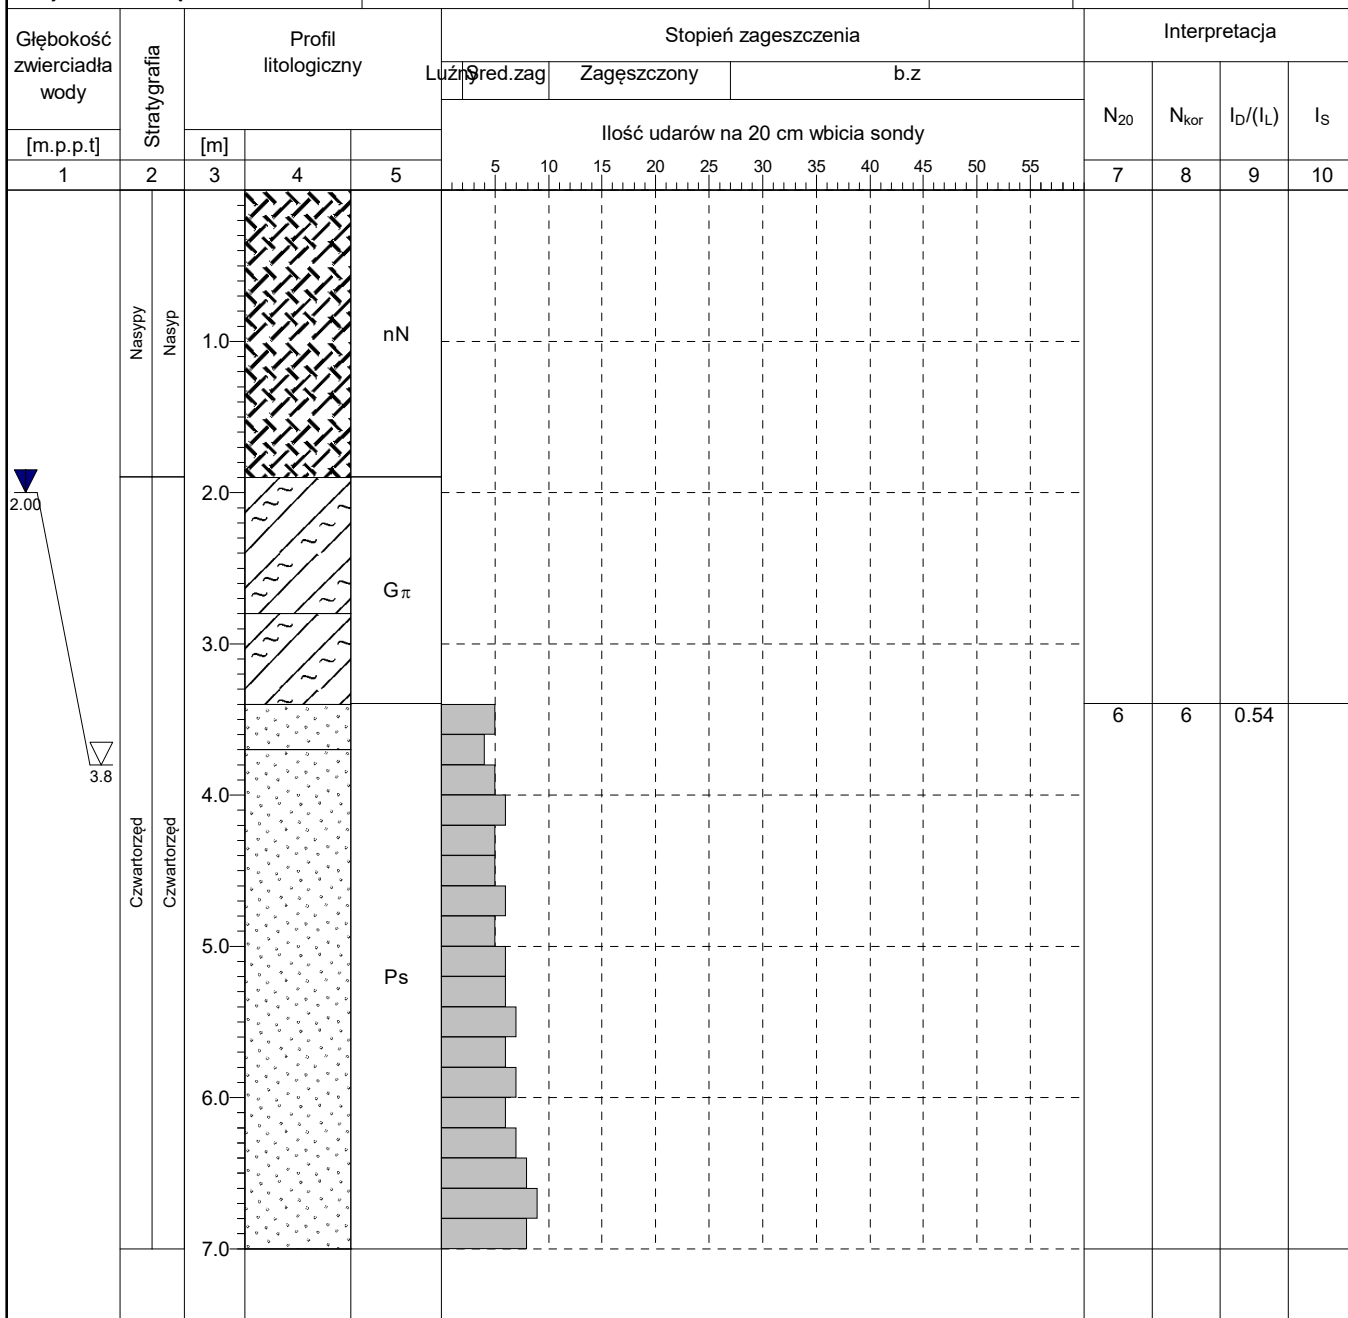 Głębokość
zwierciadła
wody
[m.p.p.t]
Stratygrafia
Profil
litologiczny
[m]
Stopień zageszczenia
Luźny
Śred.zag
Zagęszczony
b.z
Ilość udarów na 20 cm wbicia sondy
5 10 15 20 25 30 35 40 45 50 55
Interpretacja
N20 Nkor ID/(IL) IS
1 2 3 4 5 7 8 9 10
Nasypy
Nasyp
1.0
nN
2.00
2.0
Gπ
3.0
6 6 0.54
3.8
4.0
Czwartorzęd
Czwartorzęd
5.0
Ps
6.0
7.0